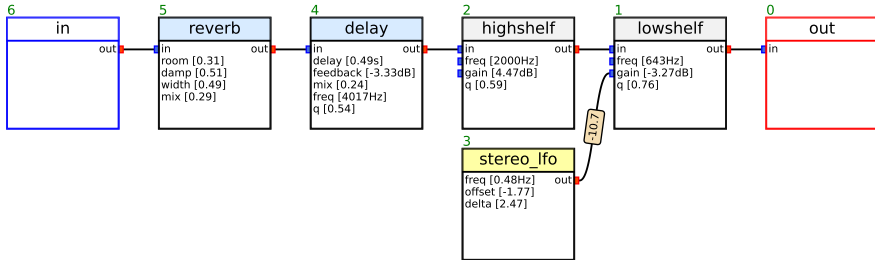 6
in
out
5
reverb
in
out
room [0.31]
damp [0.51]
width [0.49]
mix [0.29]
4
delay
in
out
delay [0.49s]
feedback [-3.33dB]
mix [0.24]
freq [4017Hz]
q [0.54]
2
highshelf
in
out
freq [2000Hz]
gain [4.47dB]
q [0.59]
1
lowshelf
in
out
freq [643Hz]
gain [-3.27dB]
q [0.76]
0
out
in
-10.7
3
stereo_lfo
freq [0.48Hz]
out
offset [-1.77]
delta [2.47]